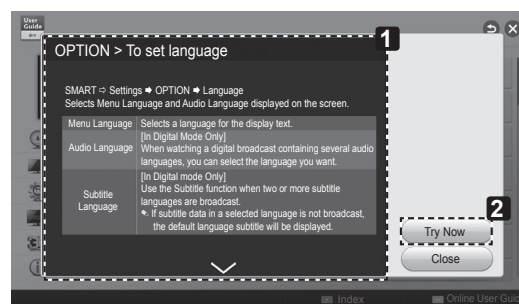 User
Guide
1
OPTION > To set language
SMART ⇨ Settings ➡ OPTION ➡ Language
Selects Menu Language and Audio Language displayed on the screen.
Menu Language Selects a language for the display text.
Audio Language [In Digital Mode Only]
When watching a digital broadcast containing several audio
languages, you can select the language you want.
Subtitle
Language
[In Digital mode Only]
Use the Subtitle function when two or more subtitle
languages are broadcast.
If subtitle data in a selected language is not broadcast,
the default language subtitle will be displayed.
2
Try Now
Close
Index
Online User Guid